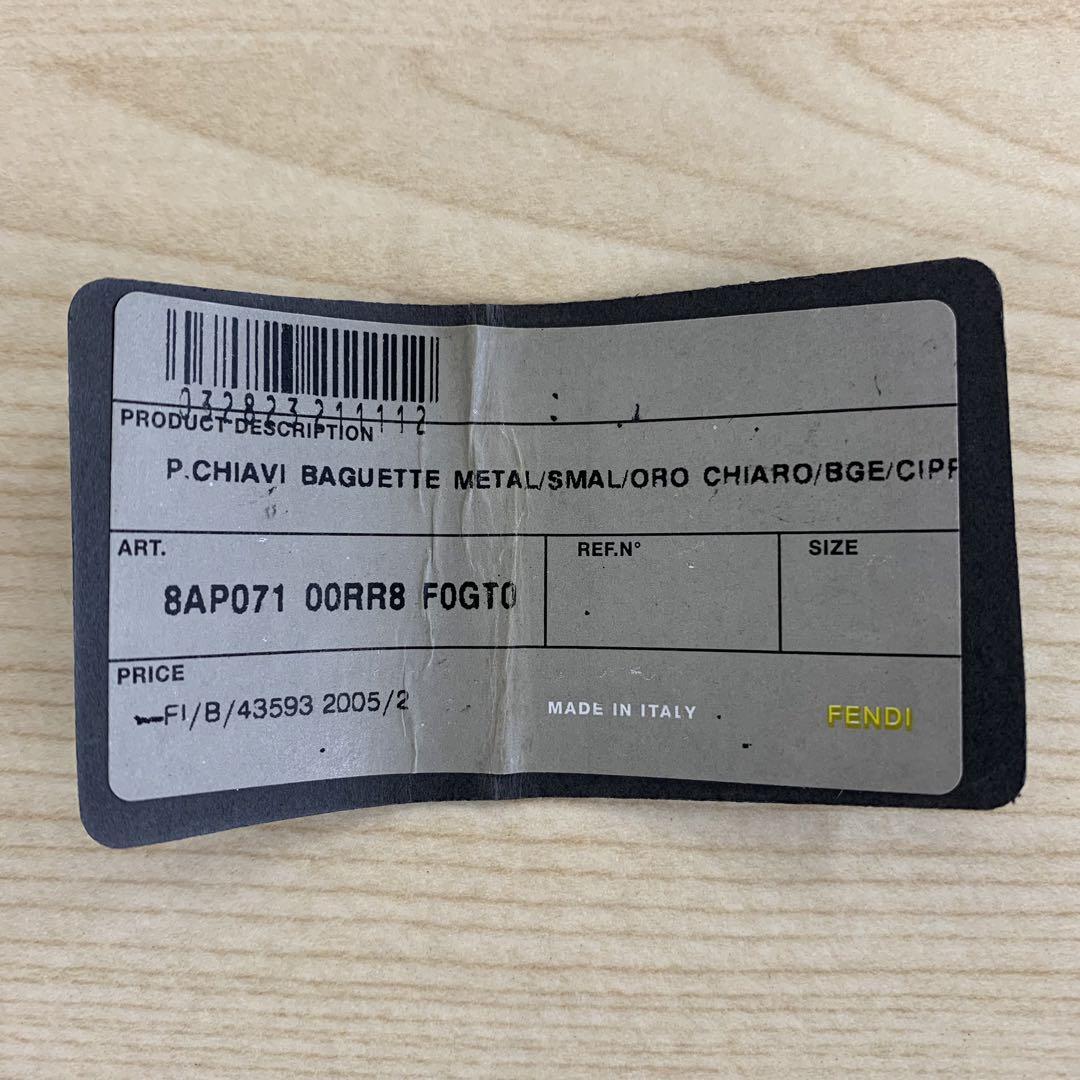 032823211112
PRODUCT DESCRIPTION
P.CHIAVI BAGUETTE METAL/SMAL/ORO CHIARO/BGE/CIPR
ART.
8AP071 00RR8 F0GT0
REF.N°
SIZE
PRICE
FI/B/43593 2005/2
MADE IN ITALY
FENDI